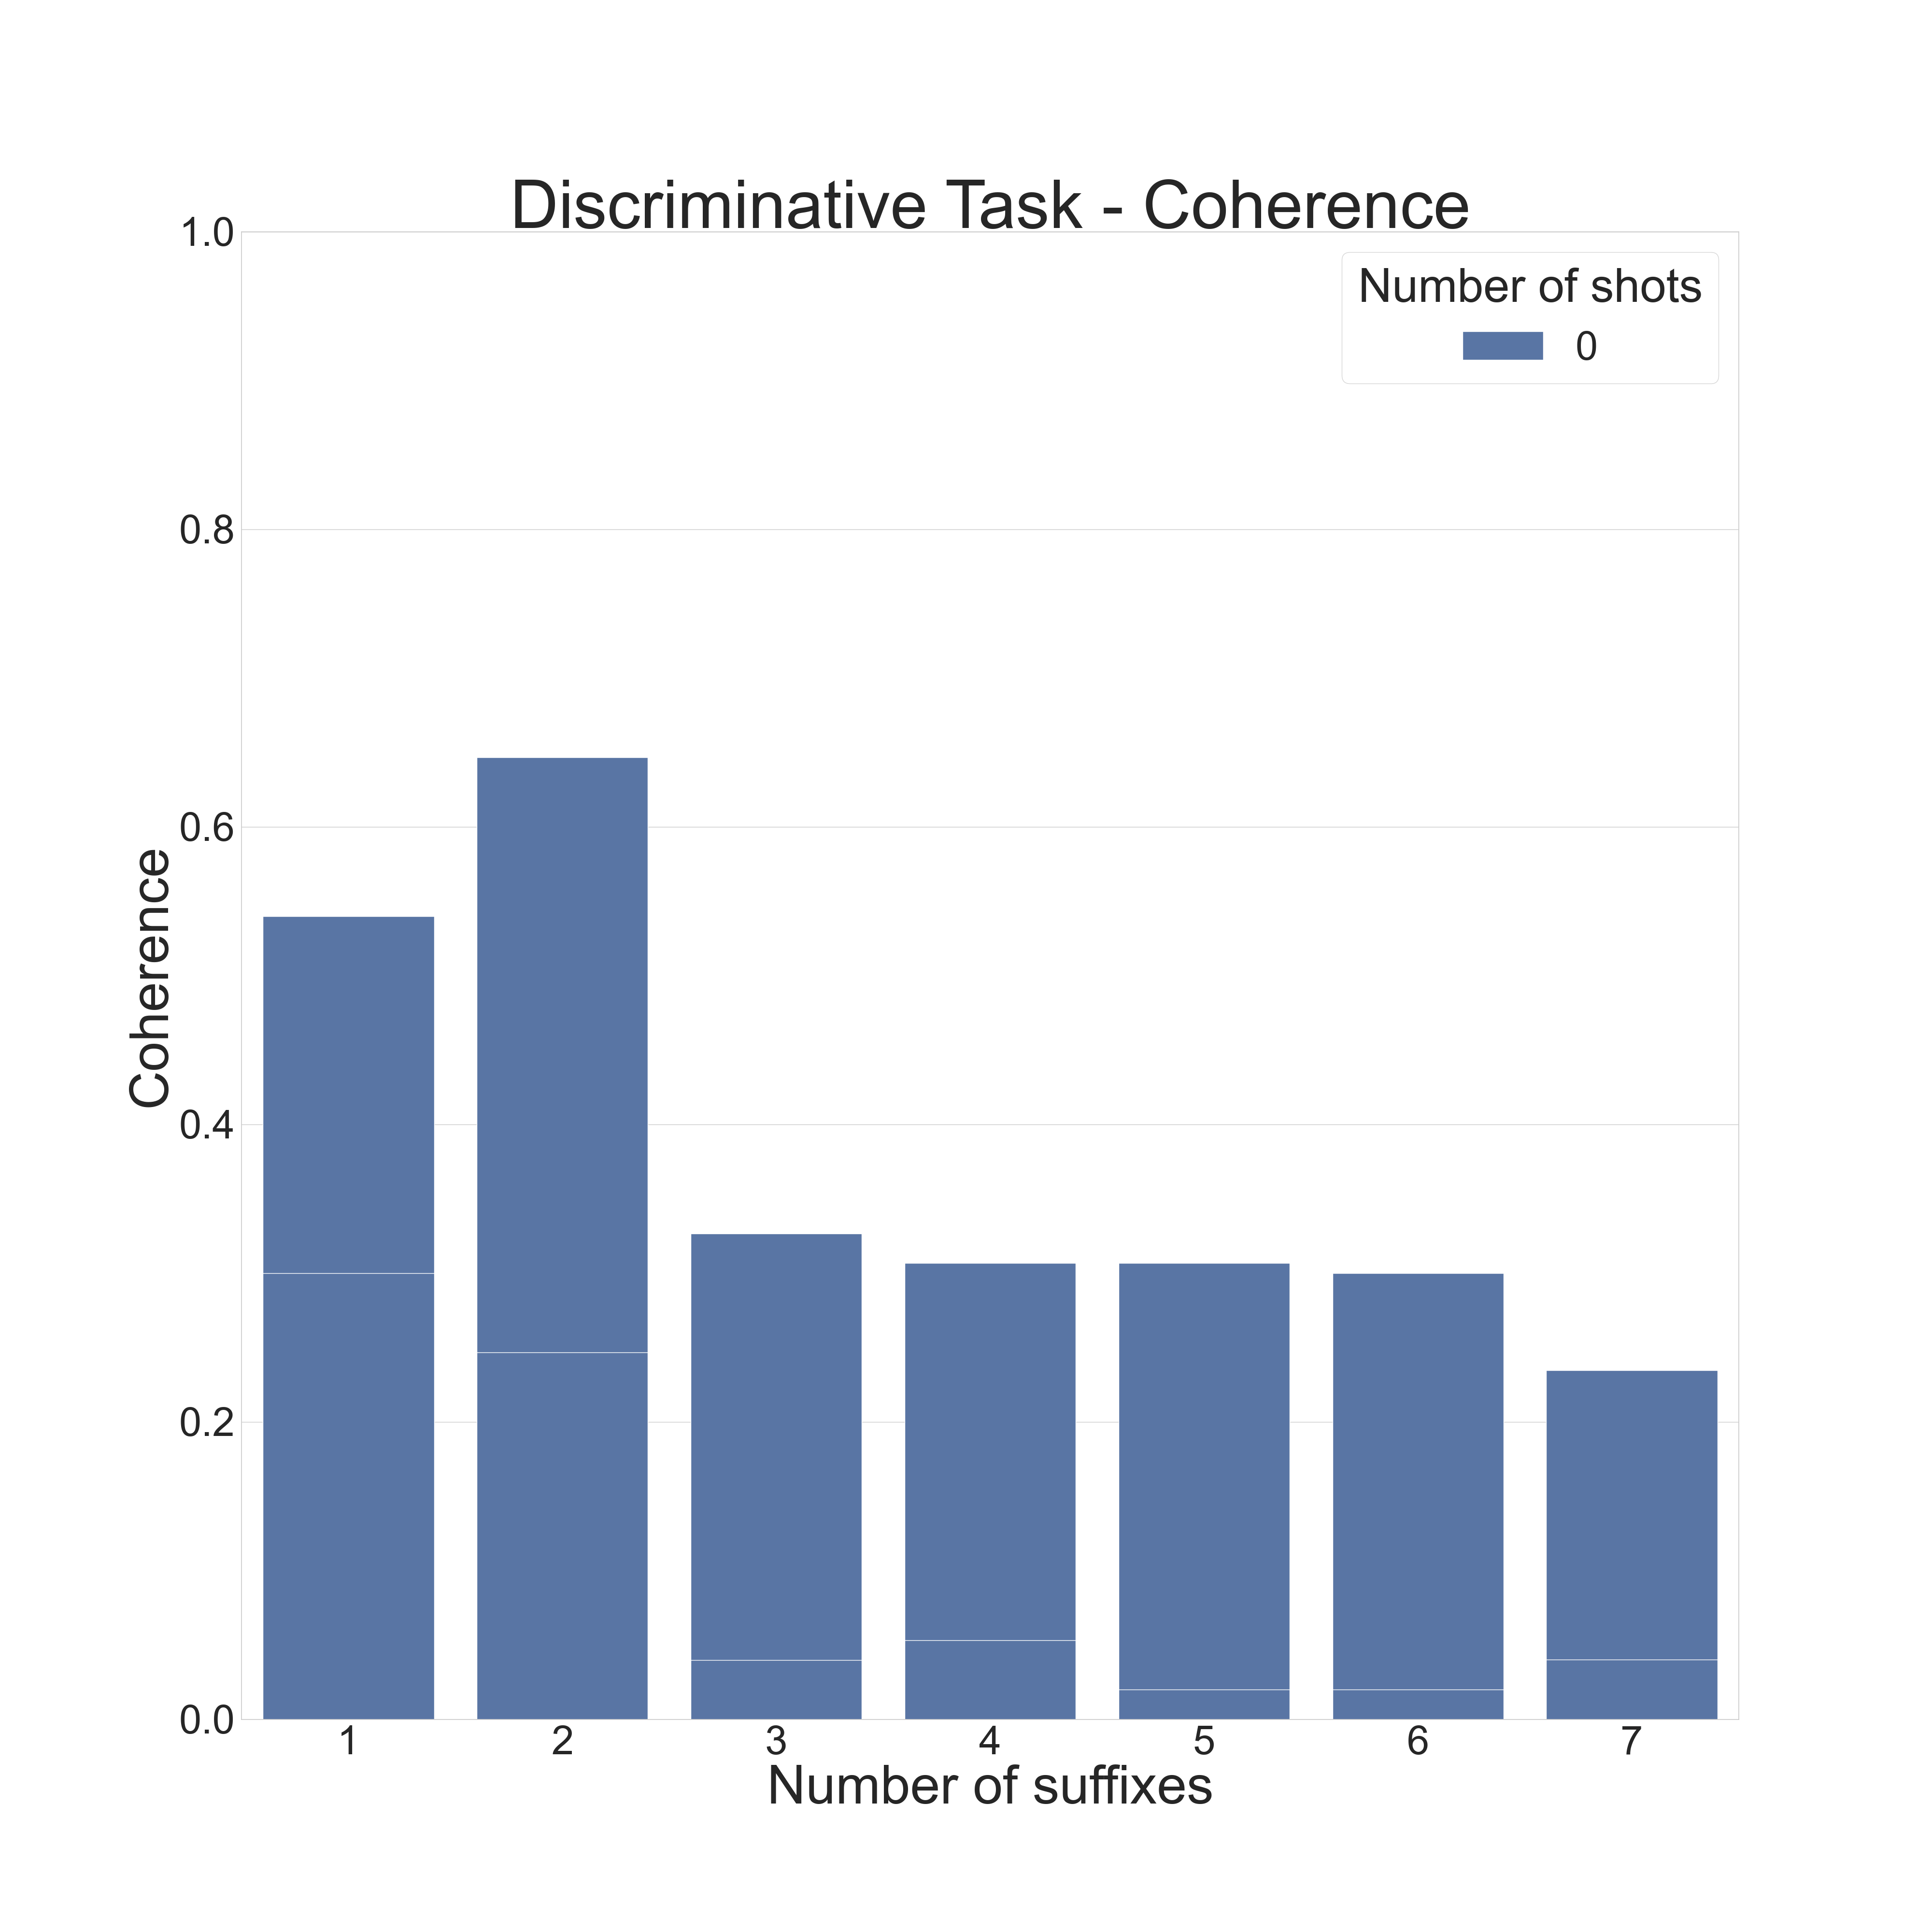 Discriminative Task - Coherence
Number of shots
0
1.0
0.8
0.6
0.4
0.2
0.0
Coherence
1 2 3 4 5 6 7
Number of suffixes